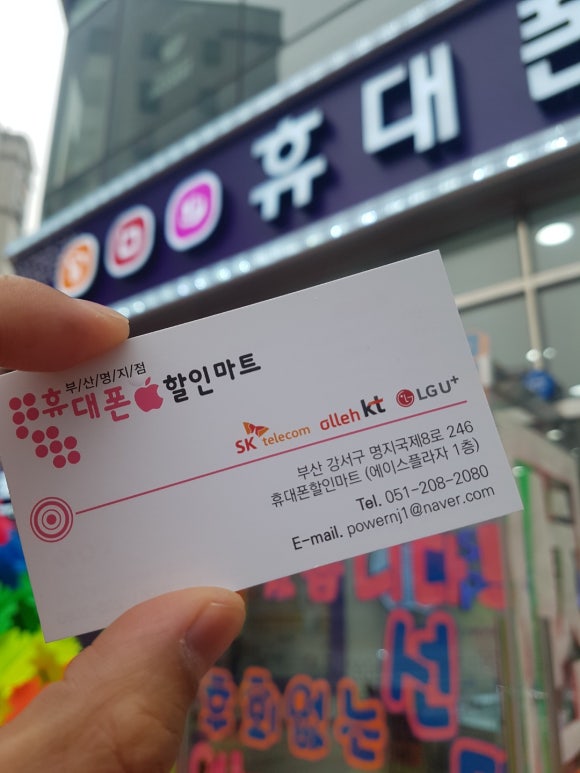 휴대폰
부/산/명/지/점
휴대폰 할인마트
SK telecom olleh kt LG U+
부산 강서구 명지국제8로 246
휴대폰할인마트 (에이스플라자 1층)
Tel. 051-208-2080
E-mail. powernj1@naver.com
후회없는
전